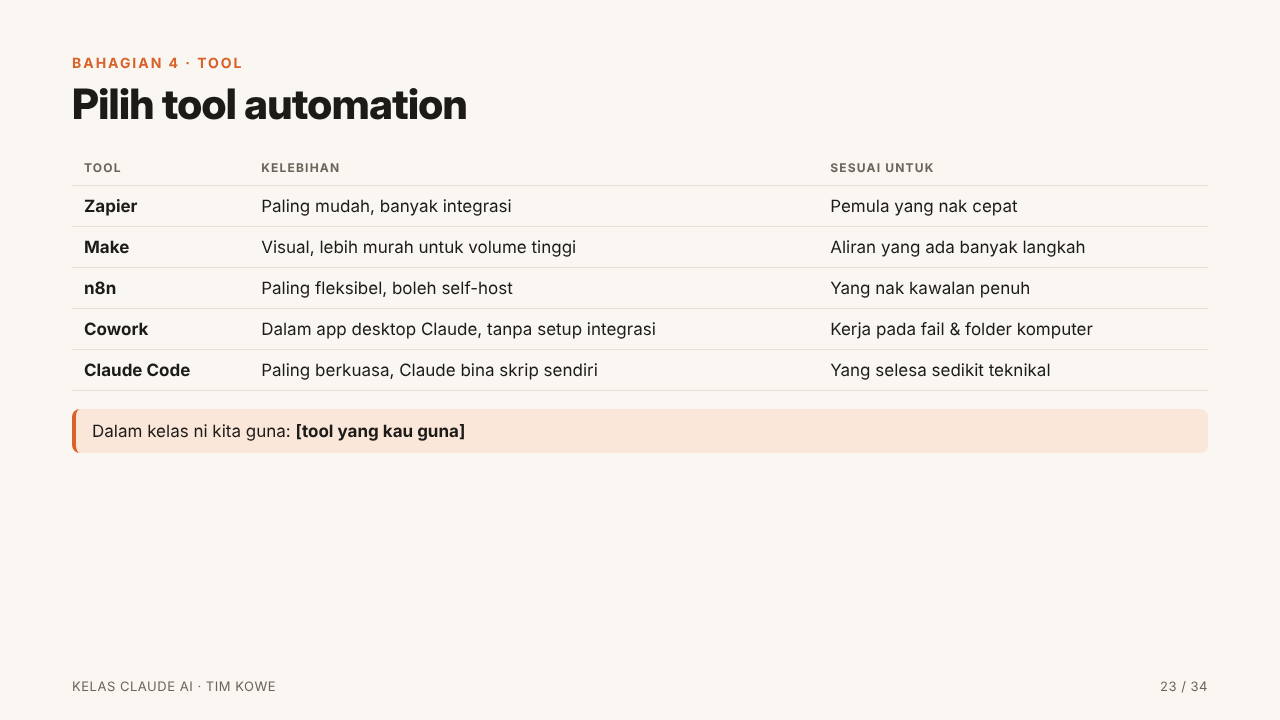 BAHAGIAN 4 · TOOL
Pilih tool automation
TOOL KELEBIHAN SESUAI UNTUK
Zapier Paling mudah, banyak integrasi Pemula yang nak cepat
Make Visual, lebih murah untuk volume tinggi Aliran yang ada banyak langkah
n8n Paling fleksibel, boleh self-host Yang nak kawalan penuh
Cowork Dalam app desktop Claude, tanpa setup integrasi Kerja pada fail & folder komputer
Claude Code Paling berkuasa, Claude bina skrip sendiri Yang selesa sedikit teknikal
Dalam kelas ni kita guna: [tool yang kau guna]
KELAS CLAUDE AI · TIM KOWE 23 / 34